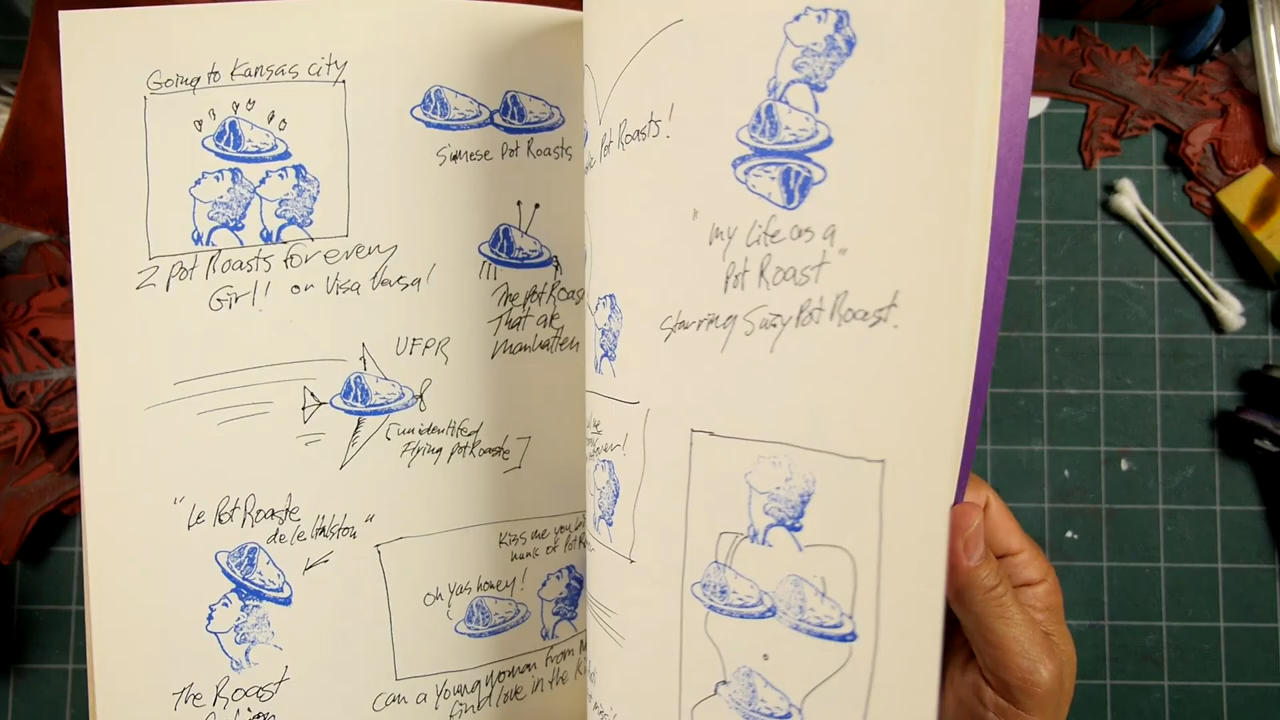 Going to Kansas city
2 Pot Roasts for every
Girl! or Visa Versa!
Siamese Pot Roasts
The Pot Roast
That ate
Manhatten
UFPR
[unidentified
Flying Pot Roaste]
"Le Pot Roaste
de le Halston"
The Roast
Kiss me you
hunk of Pot
oh yas honey!
can a Young woman from
find love in the
Pot Roasts!
"my Life as a
Pot Roast"
starring Suzy Pot Roast.